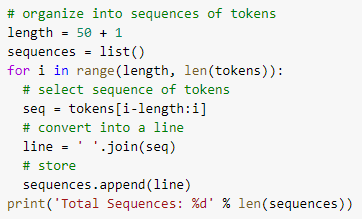 # organize into sequences of tokens
length = 50 + 1
sequences = list()
for i in range(length, len(tokens)):
  # select sequence of tokens
  seq = tokens[i-length:i]
  # convert into a line
  line = ' '.join(seq)
  # store
  sequences.append(line)
print('Total Sequences: %d' % len(sequences))